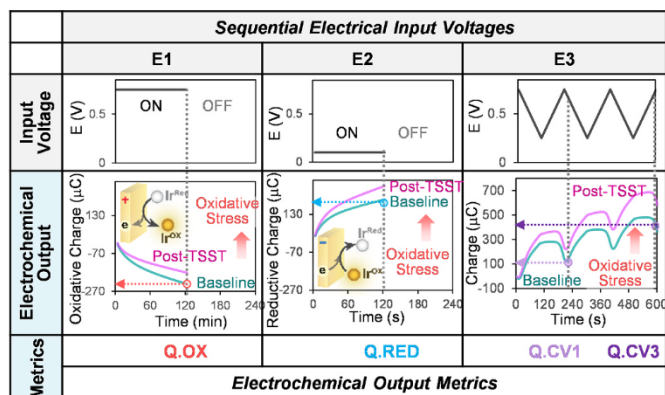 Sequential Electrical Input Voltages
E1
E2
E3
Input Voltage
E (V)
0.5
0
ON
OFF
E (V)
0.5
0
ON
OFF
E (V)
0.5
0
Electrochemical Output
Oxidative Charge (μC)
130
-70
-270
+
e
Ir^Red
Ir^OX
Oxidative Stress
Post-TSST
Baseline
0
120
240
Time (min)
Reductive Charge (μC)
130
-70
-270
Post-TSST
Baseline
Oxidative Stress
Ir^Red
e
Ir^OX
0
120
240
Time (s)
Charge (μC)
700
500
300
100
-100
Post-TSST
Baseline
Oxidative Stress
0
120
240
360
480
600
Time (s)
Metrics
Q.OX
Q.RED
Q.CV1
Q.CV3
Electrochemical Output Metrics